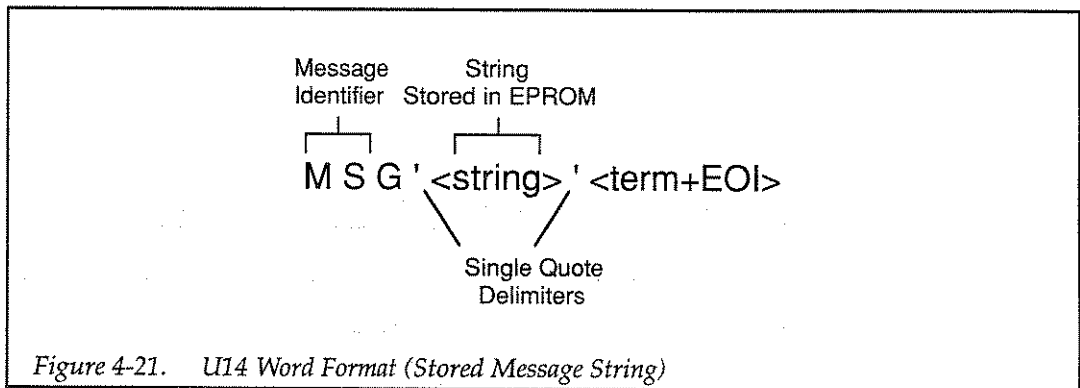 Message String
Identifier Stored in EPROM
M S G ' <string> ' <term+EOI>
Single Quote
Delimiters
Figure 4-21. U14 Word Format (Stored Message String)